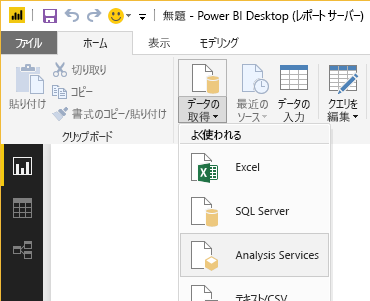 無題 - Power BI Desktop (レポート サーバー)
ファイル ホーム 表示 モデリング
貼り付け
切り取り
コピー
書式のコピー/貼り付け
クリップボード
データの
取得
最近の
ソース
データの
入力
クエリを
編集
よく使われる
Excel
SQL Server
Analysis Services
テキスト/CSV